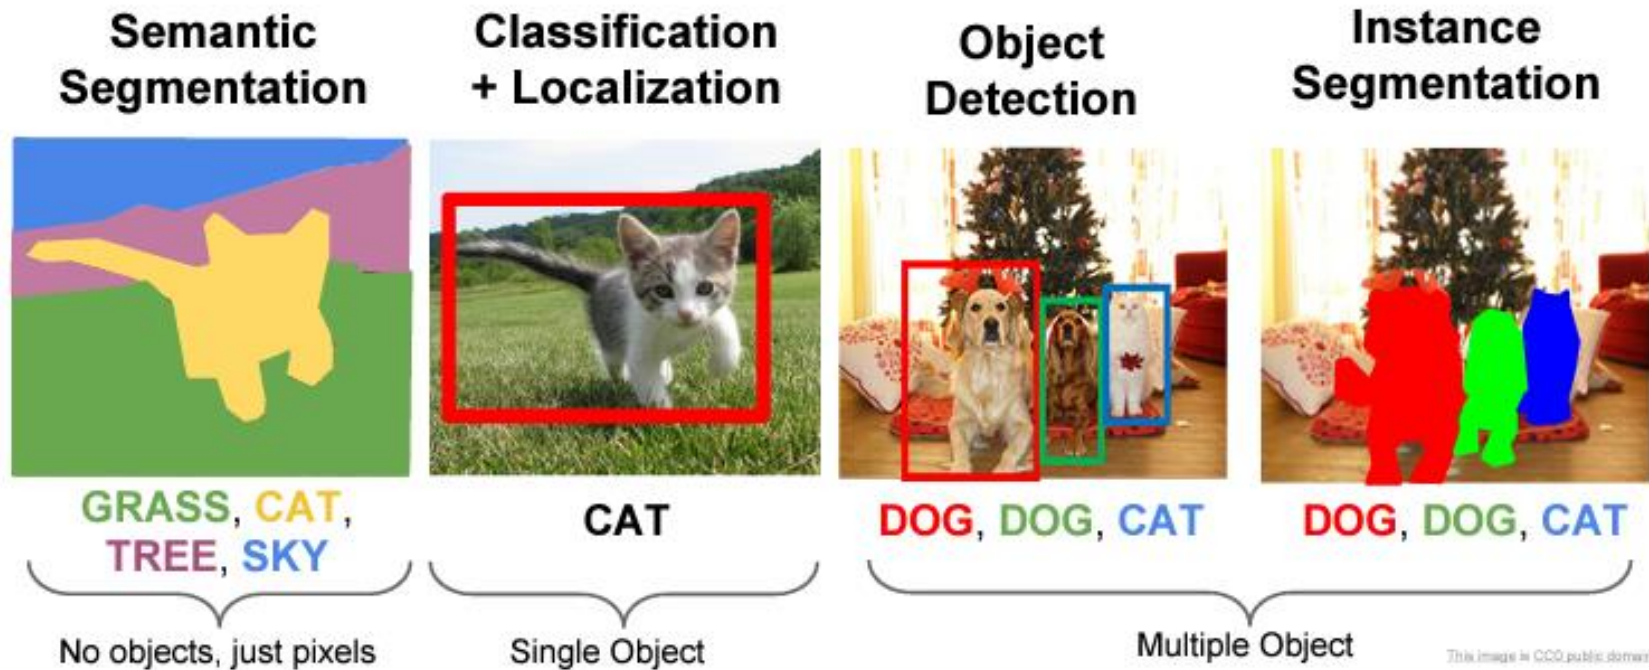 Semantic
Segmentation
Classification
+ Localization
Object
Detection
Instance
Segmentation
GRASS, CAT,
TREE, SKY
CAT
DOG, DOG, CAT
DOG, DOG, CAT
No objects, just pixels
Single Object
Multiple Object
This image is CC0 public domain